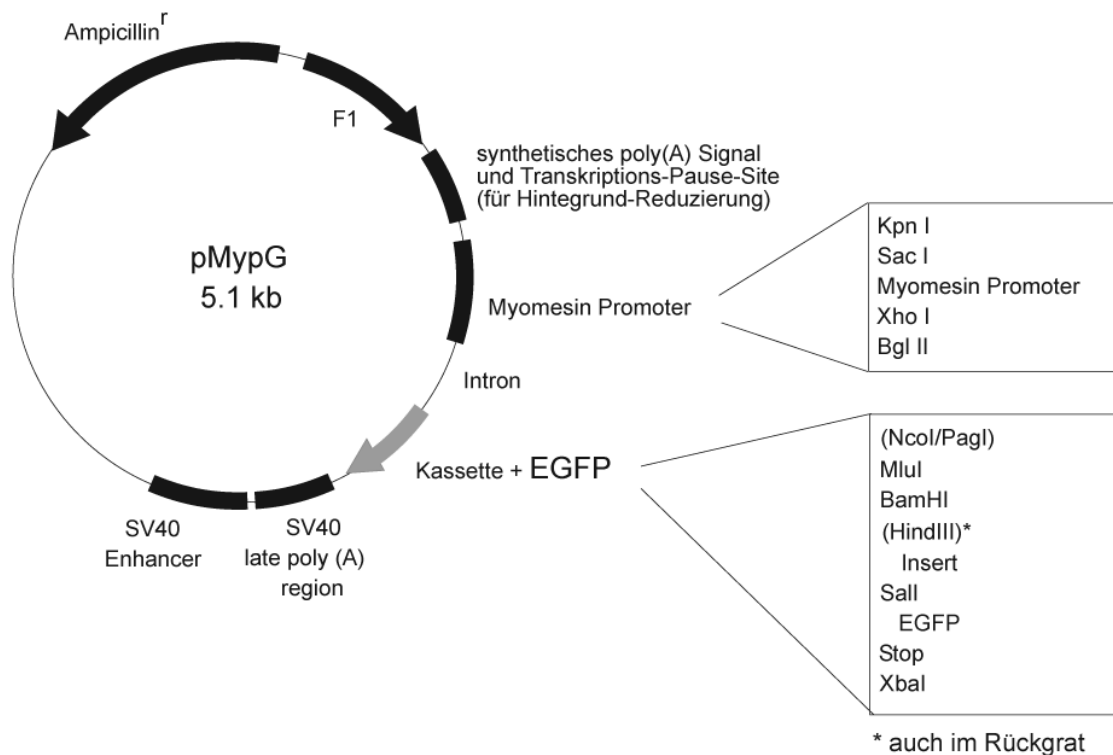 Ampicillin^r
F1
synthetisches poly(A) Signal
und Transkriptions-Pause-Site
(für Hintegrund-Reduzierung)
pMypG
5.1 kb
Myomesin Promoter
Intron
Kassette + EGFP
SV40
late poly (A)
region
SV40
Enhancer
Kpn I
Sac I
Myomesin Promoter
Xho I
Bgl II
(NcoI/PagI)
MluI
BamHI
(HindIII)*
Insert
SalI
EGFP
Stop
XbaI
* auch im Rückgrat